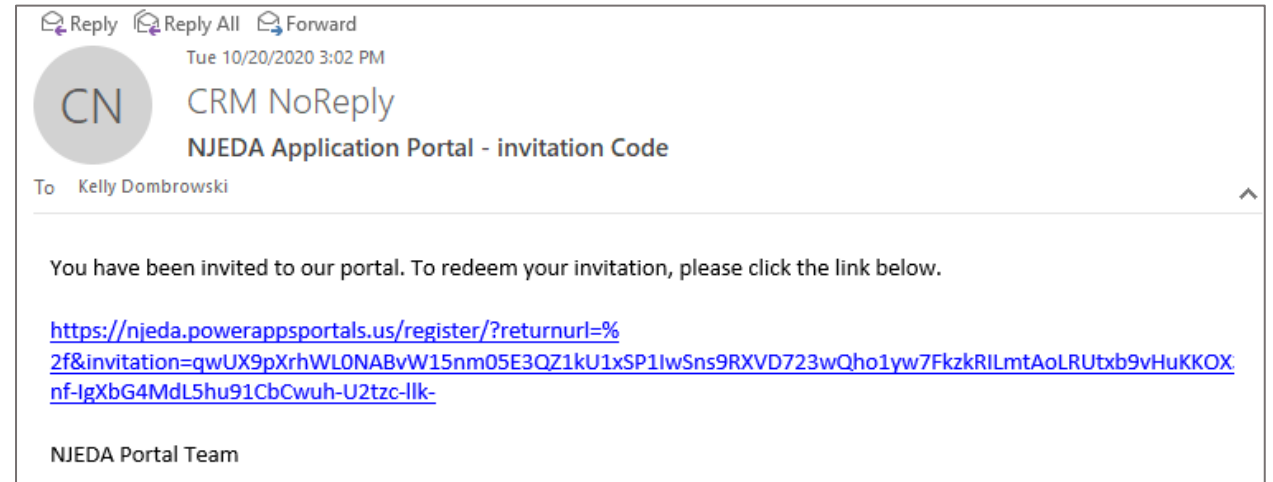 Reply Reply All Forward
Tue 10/20/2020 3:02 PM
CN
CRM NoReply
NJEDA Application Portal - invitation Code
To Kelly Dombrowski
You have been invited to our portal. To redeem your invitation, please click the link below.
https://njeda.powerappsportals.us/register/?returnurl=%
2f&invitation=qwUX9pXrhWL0NABvW15nm05E3QZ1kU1xSP1IwSns9RXVD723wQho1yw7FkzkRILmtAoLRUtxb9vHuKKOX
nf-IgXbG4MdL5hu91CbCwuh-U2tzc-llk-
NJEDA Portal Team